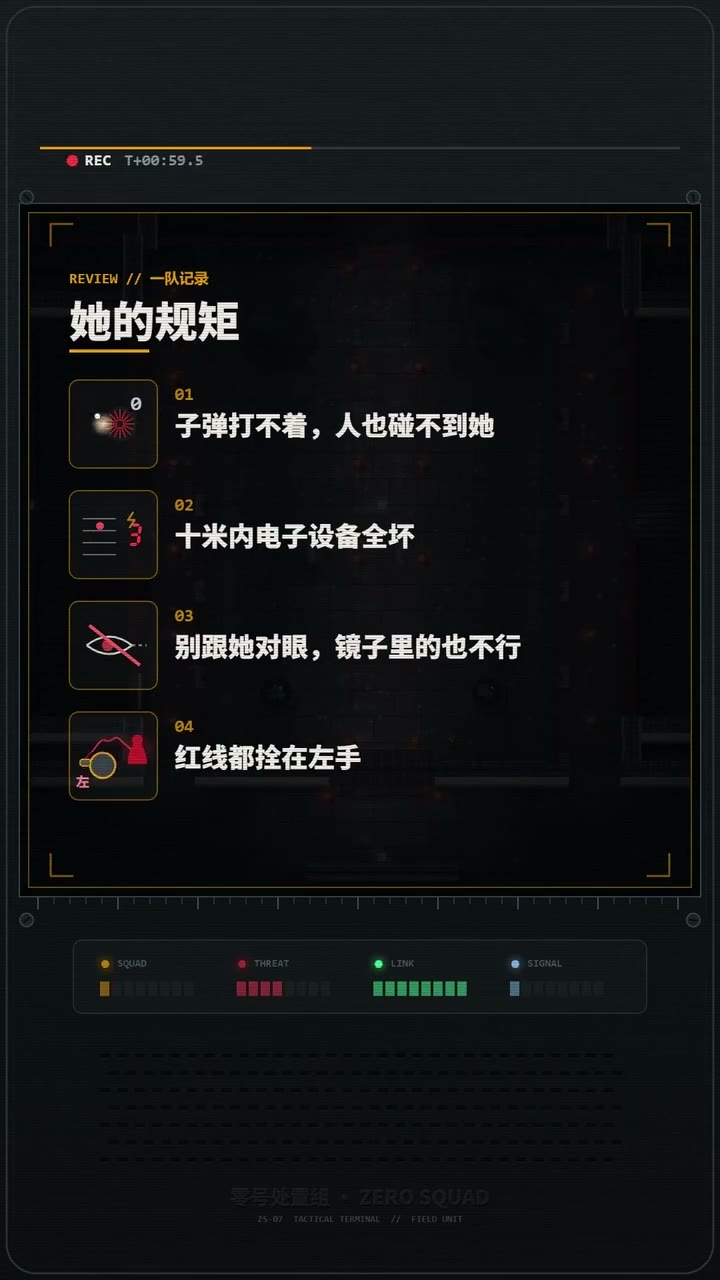 REC T+00:59.5
REVIEW // 一队记录
她的规矩
0
01
子弹打不着，人也碰不到她
3
02
十米内电子设备全坏
03
别跟她对眼，镜子里的也不行
左
04
红线都拴在左手
SQUAD THREAT LINK SIGNAL
零号处置组 · ZERO SQUAD
ZS-07 TACTICAL TERMINAL // FIELD UNIT